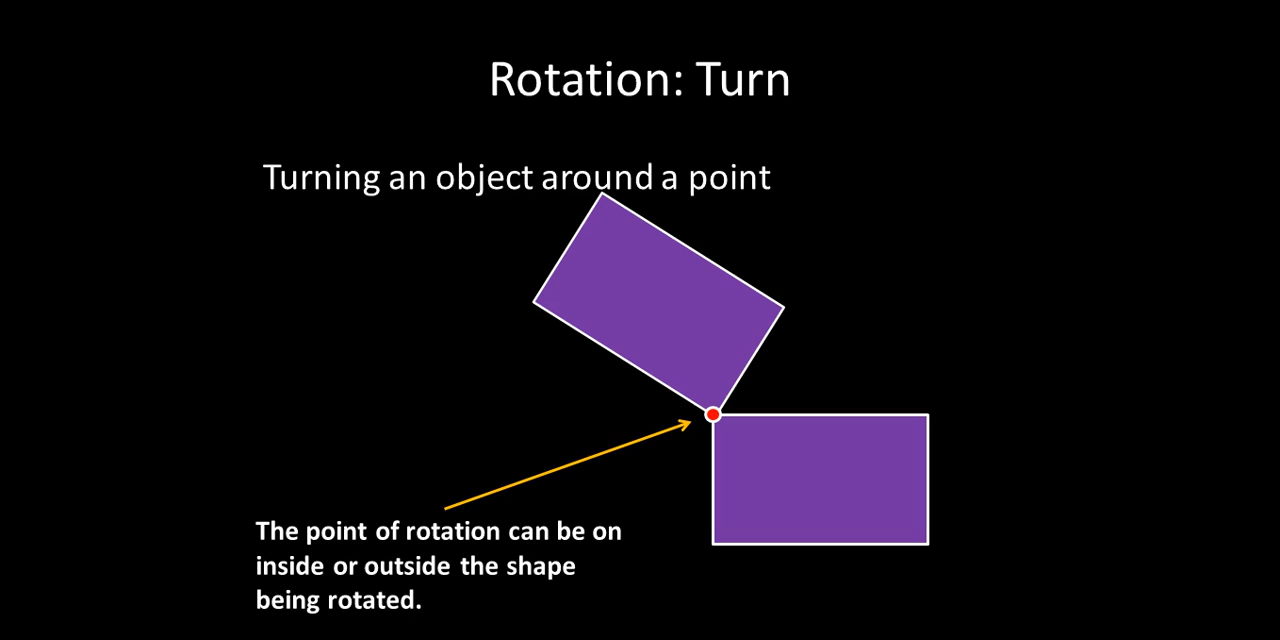 Rotation: Turn
Turning an object around a point
The point of rotation can be on
inside or outside the shape
being rotated.